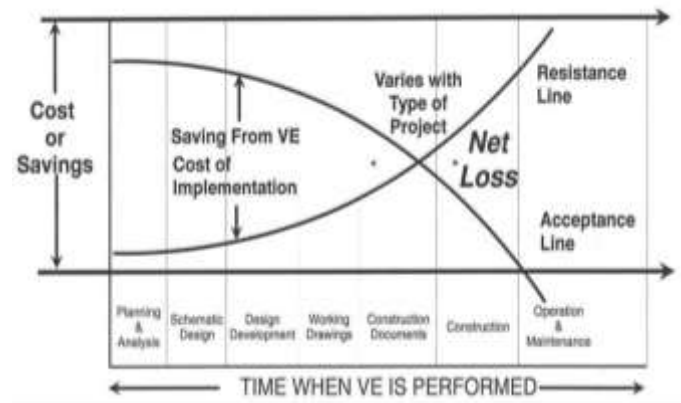 Cost
or
Savings
Saving From VE
Cost of
Implementation
Varies with
Type of
Project
Net
Loss
Resistance
Line
Acceptance
Line
Planning
&
Analysis
Schematic
Design
Design
Development
Working
Drawings
Construction
Documents
Construction
Operation
&
Maintenance
TIME WHEN VE IS PERFORMED